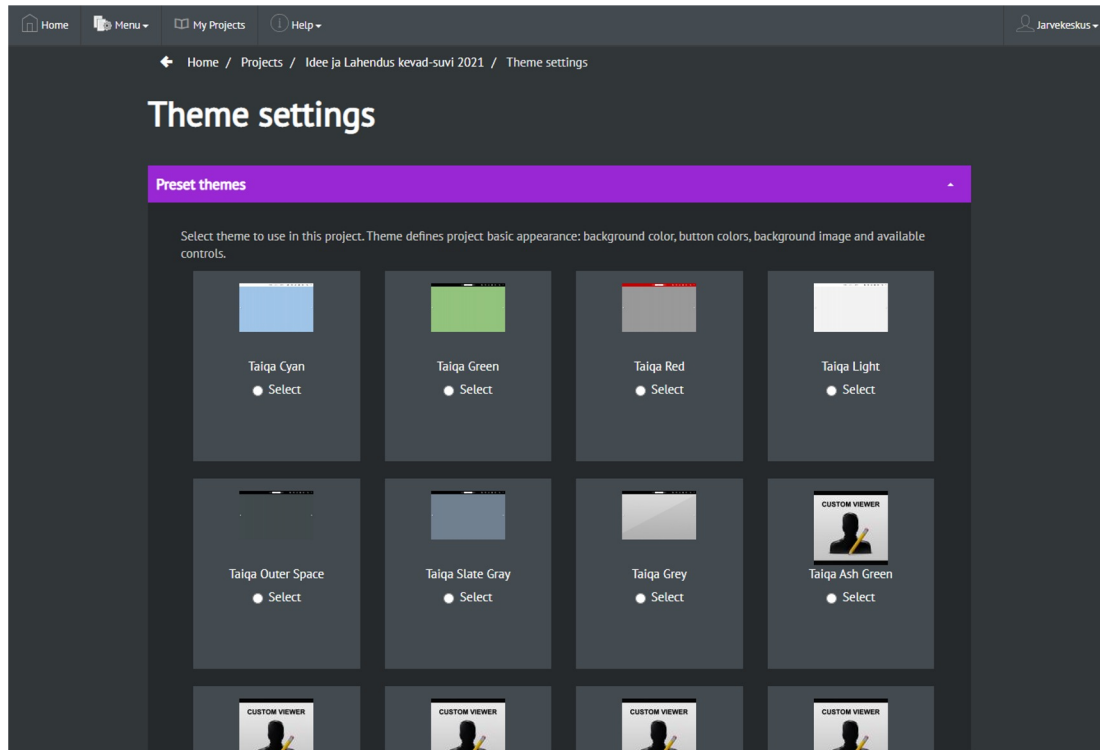 Home Menu My Projects Help Jarvekeskus
Home / Projects / Idee ja Lahendus kevad-suvi 2021 / Theme settings
Theme settings
Preset themes
Select theme to use in this project. Theme defines project basic appearance: background color, button colors, background image and available
controls.
Taiqa Cyan
Select
Taiqa Green
Select
Taiqa Red
Select
Taiqa Light
Select
Taiqa Outer Space
Select
Taiqa Slate Gray
Select
Taiqa Grey
Select
CUSTOM VIEWER
Taiqa Ash Green
Select
CUSTOM VIEWER
CUSTOM VIEWER
CUSTOM VIEWER
CUSTOM VIEWER